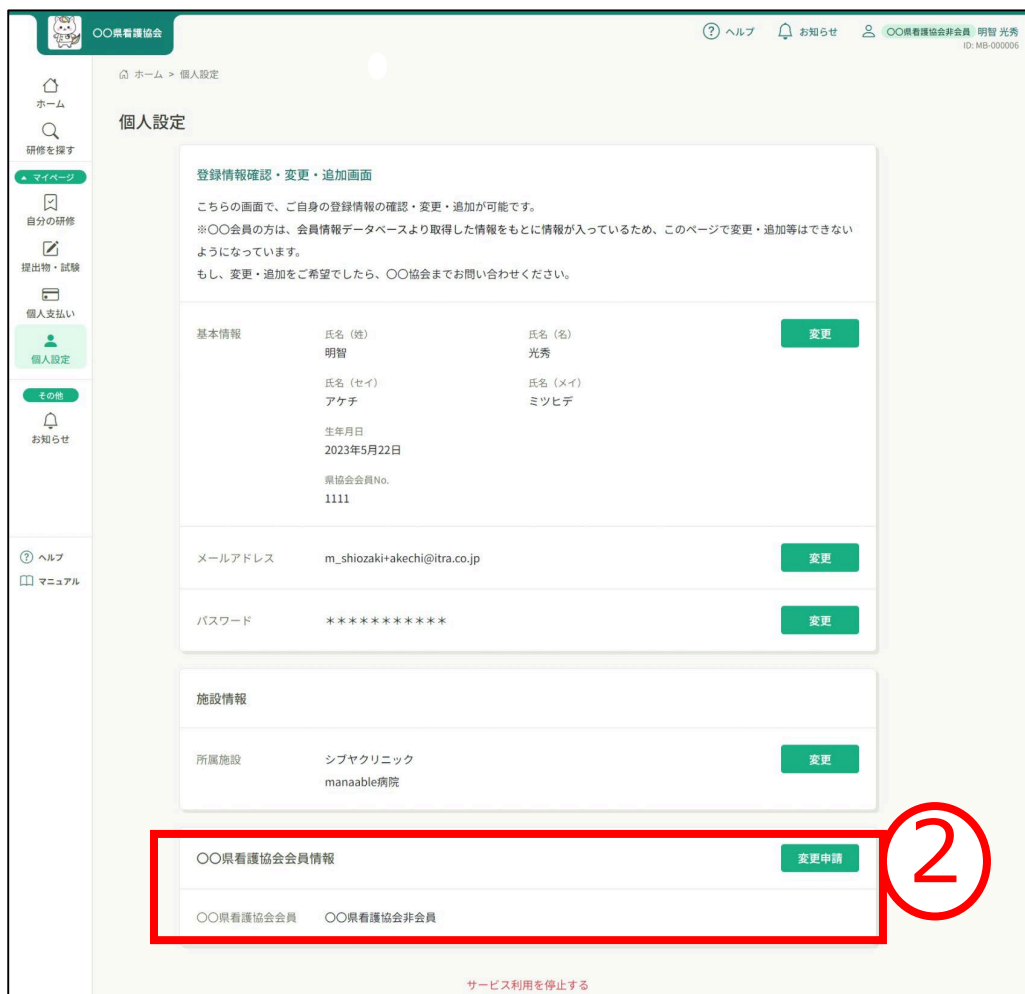 〇〇県看護協会
ヘルプ お知らせ 〇〇県看護協会非会員 明智 光秀
ID: MB-000006
ホーム > 個人設定
ホーム
研修を探す
マイページ
自分の研修
提出物・試験
個人支払い
個人設定
その他
お知らせ
ヘルプ
マニュアル
個人設定
登録情報確認・変更・追加画面
こちらの画面で、ご自身の登録情報の確認・変更・追加が可能です。
※〇〇会員の方は、会員情報データベースより取得した情報をもとに情報が入っているため、このページで変更・追加等はできない
ようになっています。
もし、変更・追加をご希望でしたら、〇〇協会までお問い合わせください。
基本情報 氏名（姓） 氏名（名） 変更
明智 光秀
氏名（セイ） 氏名（メイ）
アケチ ミツヒデ
生年月日
2023年5月22日
県協会会員No.
1111
メールアドレス m_shiozaki+akechi@itra.co.jp 変更
パスワード ＊＊＊＊＊＊＊＊＊＊＊ 変更
施設情報
所属施設 シブヤクリニック 変更
manaable病院
〇〇県看護協会会員情報 変更申請
2
〇〇県看護協会会員 〇〇県看護協会非会員
サービス利用を停止する